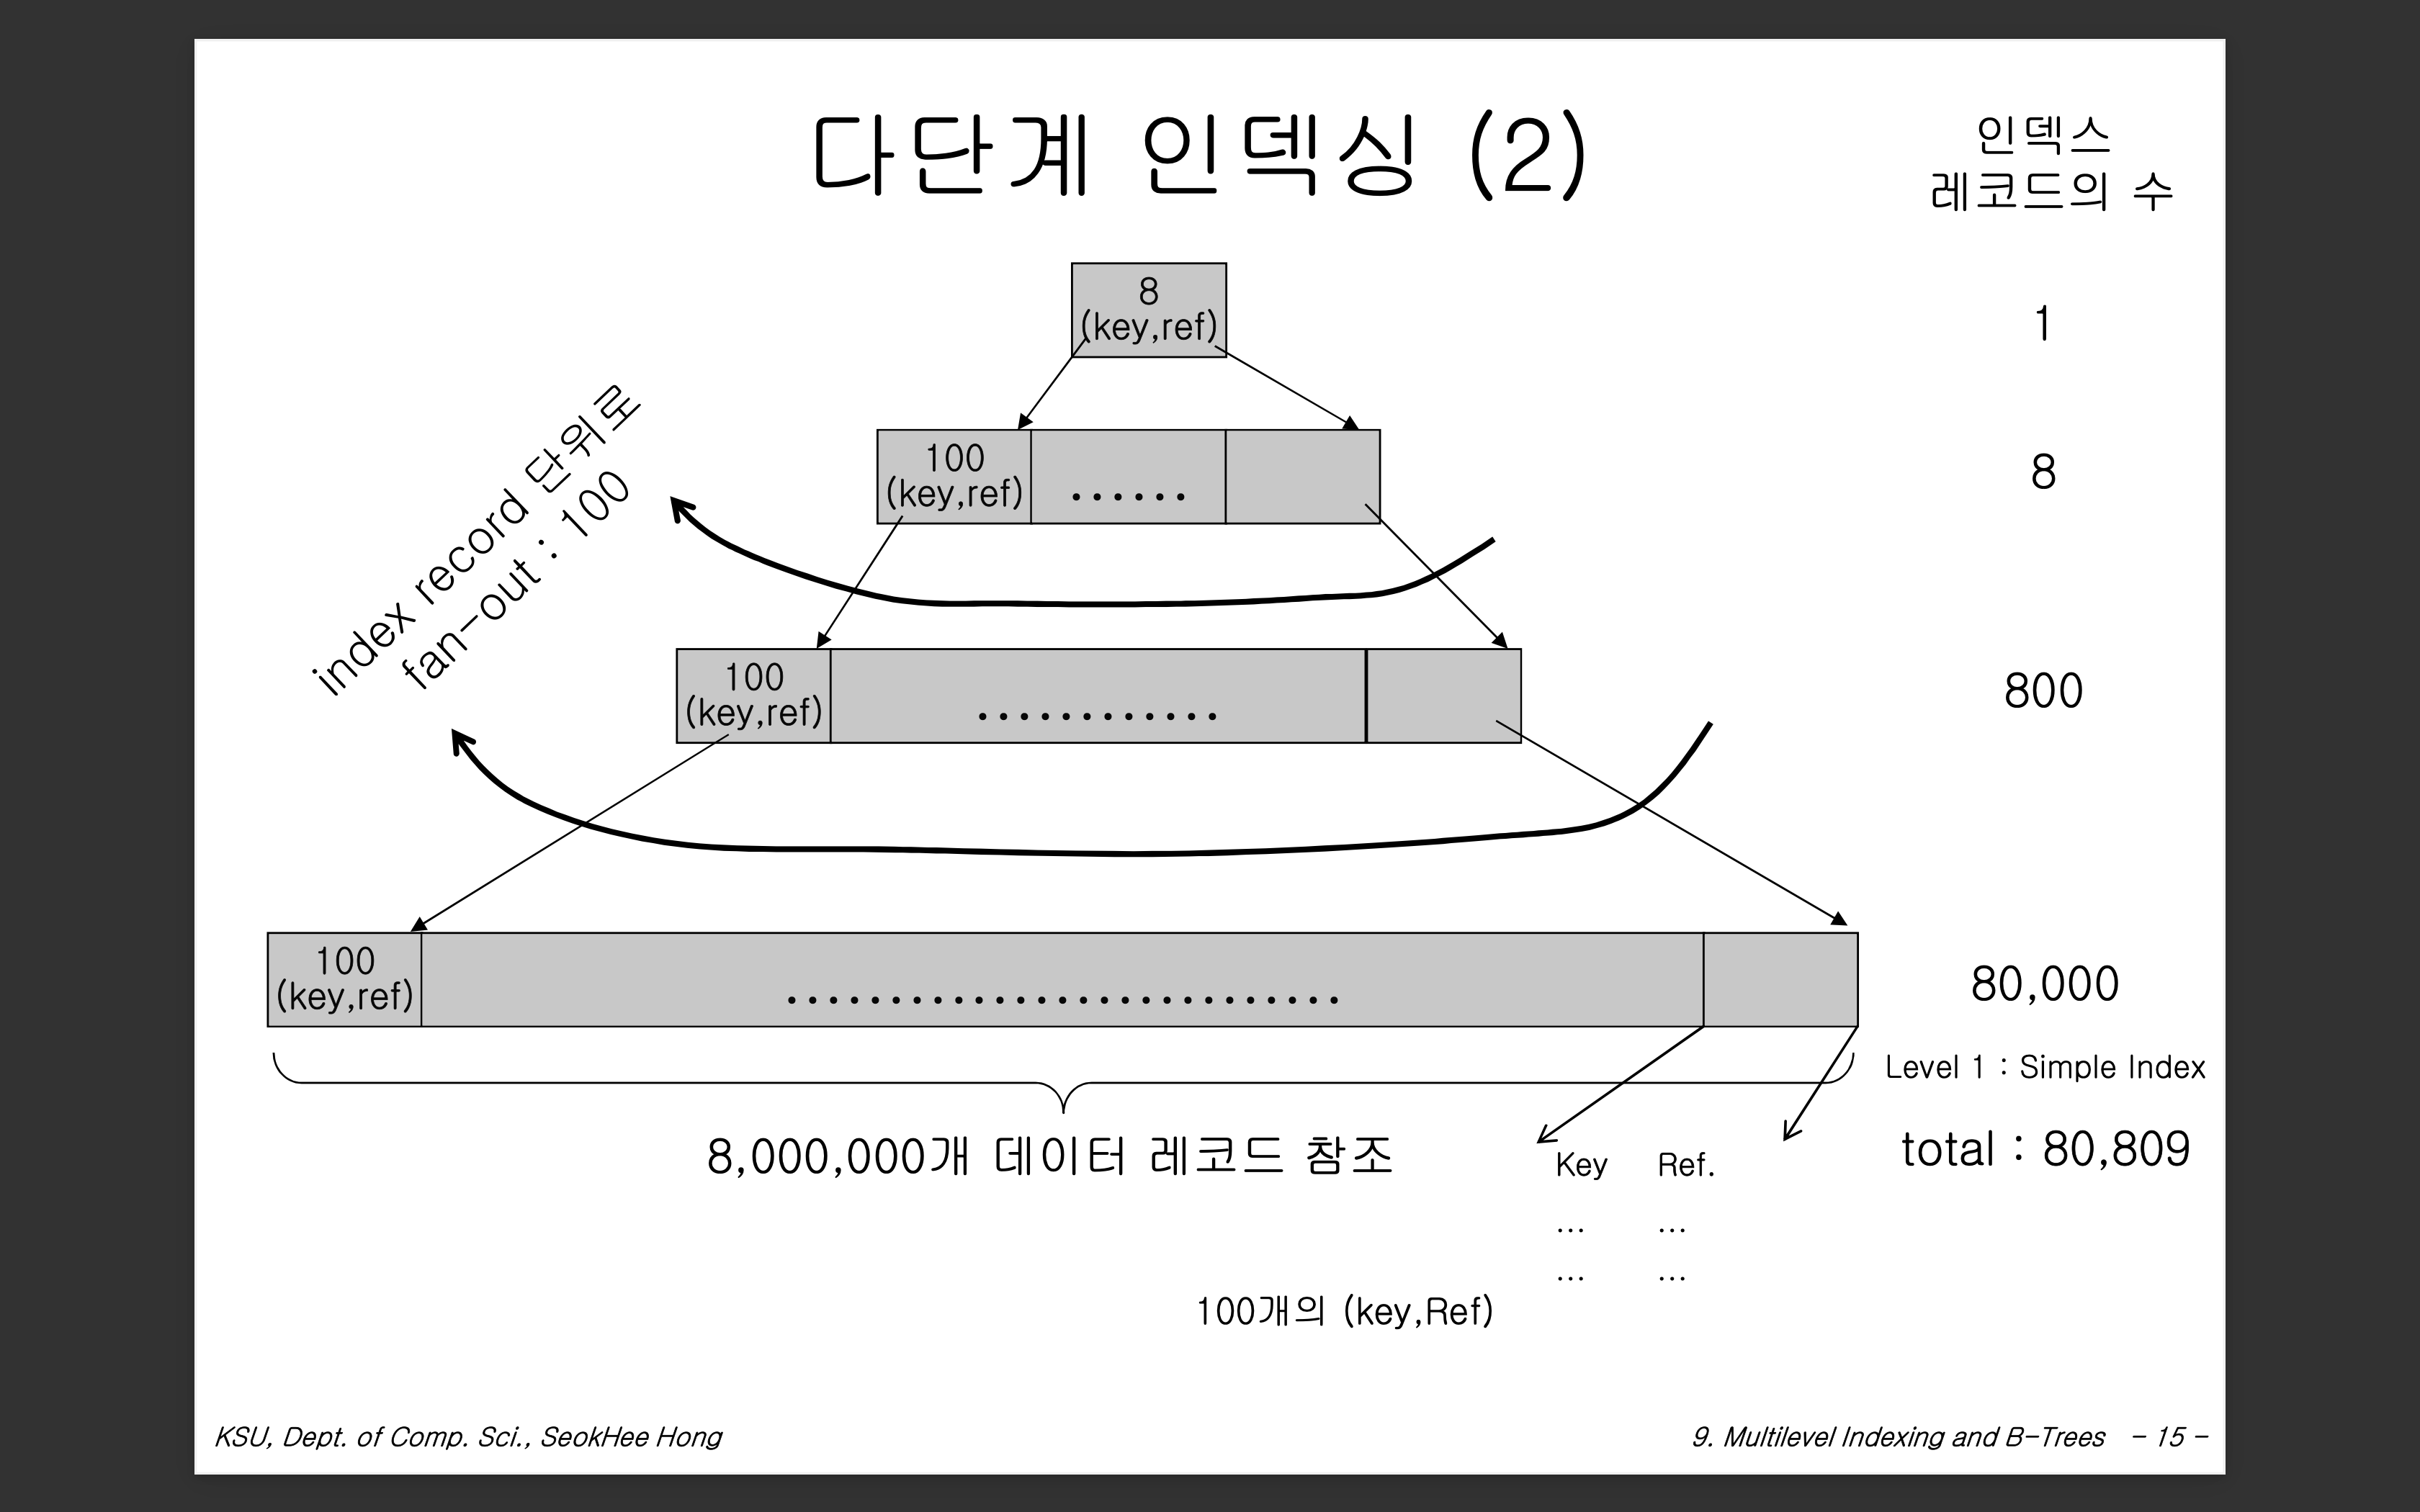 다단계 인덱싱 (2)
인덱스
레코드의 수
8
(key,ref)
1
100
(key,ref)
......
8
index record 단위로
fan-out : 100
100
(key,ref)
............
800
100
(key,ref)
...........................
80,000
Level 1 : Simple Index
8,000,000개 데이터 레코드 참조
total : 80,809
Key Ref.
... ...
... ...
100개의 (key,Ref)
KSU, Dept. of Comp. Sci., SeokHee Hong
9. Multilevel Indexing and B-Trees - 15 -